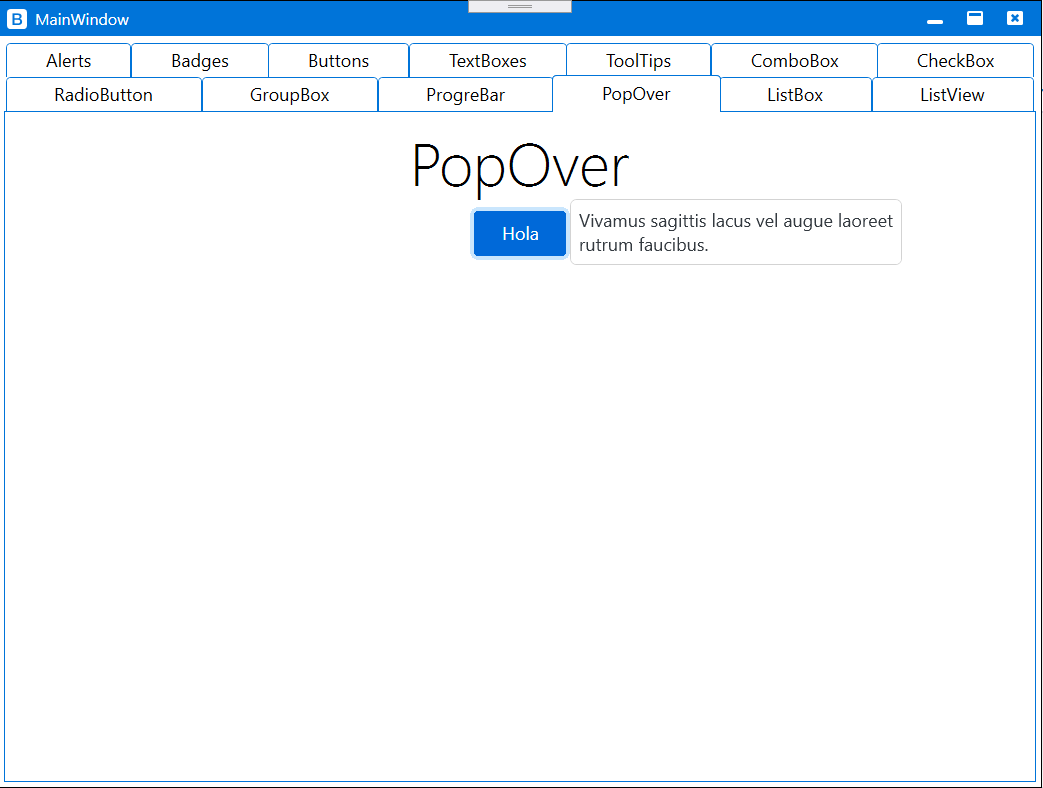 B MainWindow
Alerts Badges Buttons TextBoxes ToolTips ComboBox CheckBox
RadioButton GroupBox ProgreBar PopOver ListBox ListView
PopOver
Hola
Vivamus sagittis lacus vel augue laoreet
rutrum faucibus.